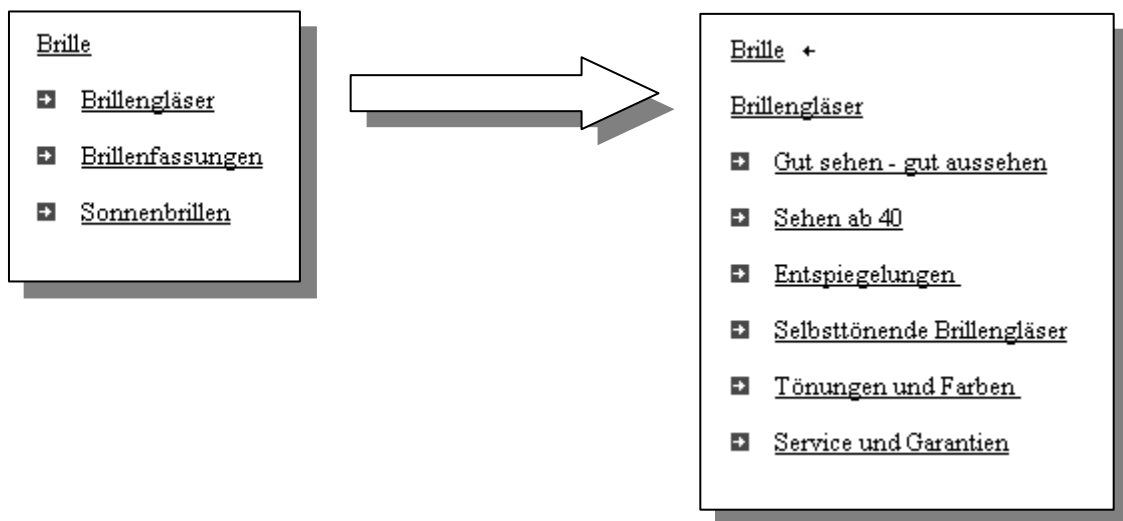 Brille
Brillengläser
Brillenfassungen
Sonnenbrillen
Brille
Brillengläser
Gut sehen - gut aussehen
Sehen ab 40
Entspiegelungen
Selbsttönende Brillengläser
Tönungen und Farben
Service und Garantien